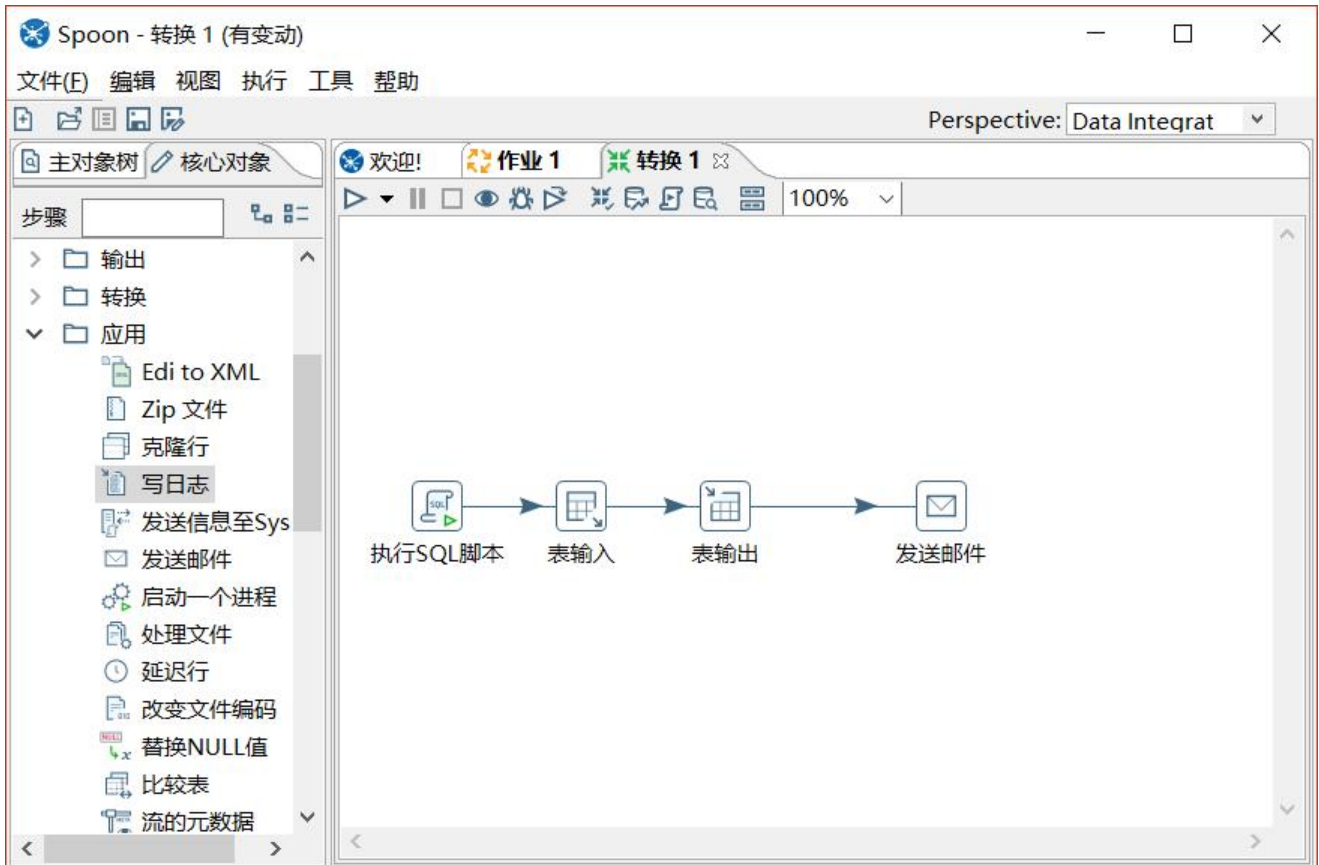 Spoon - 转换 1 (有变动)
文件(F) 编辑 视图 执行 工具 帮助
Perspective: Data Integrat
主对象树 核心对象
欢迎! 作业 1 转换 1
步骤
100%
输出
转换
应用
Edi to XML
Zip 文件
克隆行
写日志
发送信息至Sys
发送邮件
启动一个进程
处理文件
延迟行
改变文件编码
替换NULL值
比较表
流的元数据
SQL
执行SQL脚本 表输入 表输出 发送邮件